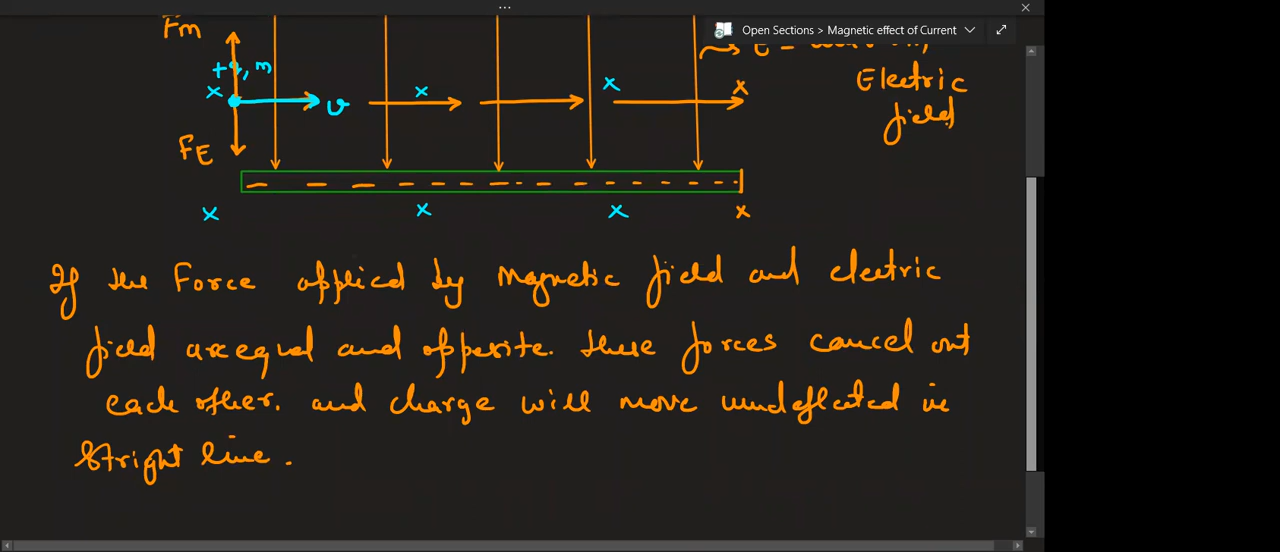 Fm
Open Sections > Magnetic effect of Current
+q, m
Electric
field
x x x x
v
FE
x x x x
If the Force applied by Magnetic field and electric
field are equal and opposite. these forces cancel out
each other. and charge will move undeflected in
Stright line.